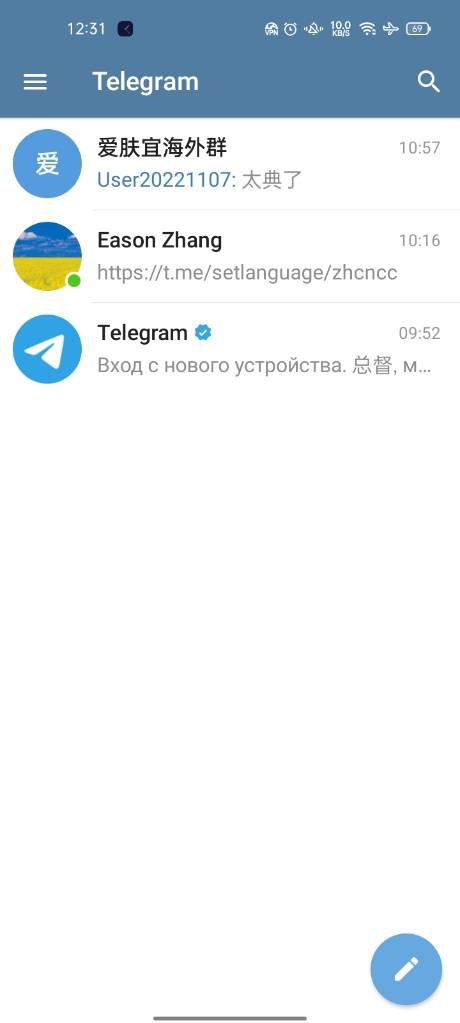 12:31
VPN 10.0 KB/S 69
Telegram
爱
爱肤宜海外群 10:57
User20221107: 太典了
Eason Zhang 10:16
https://t.me/setlanguage/zhcncc
Telegram 09:52
Вход с нового устройства. 总督, м...